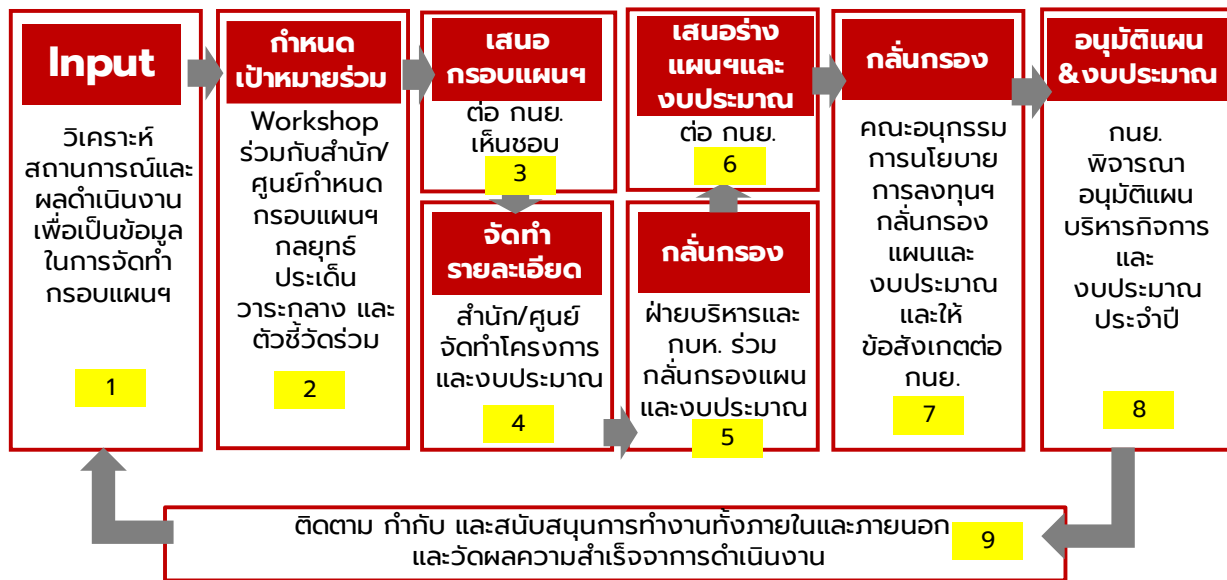 Input
วิเคราะห์
สถานการณ์และ
ผลดำเนินงาน
เพื่อเป็นข้อมูล
ในการจัดทำ
กรอบแผนฯ
1
กำหนด
เป้าหมายร่วม
Workshop
ร่วมกับสำนัก/
ศูนย์กำหนด
กรอบแผนฯ
กลยุทธ์
ประเด็น
วาระกลาง และ
ตัวชี้วัดร่วม
2
เสนอ
กรอบแผนฯ
ต่อ กนย.
เห็นชอบ
3
จัดทำ
รายละเอียด
สำนัก/ศูนย์
จัดทำโครงการ
และงบประมาณ
4
กลั่นกรอง
ฝ่ายบริหารและ
กบห. ร่วม
กลั่นกรองแผน
และงบประมาณ
5
เสนอร่าง
แผนฯและ
งบประมาณ
ต่อ กนย.
6
กลั่นกรอง
คณะอนุกรรม
การนโยบาย
การลงทุนฯ
กลั่นกรอง
แผนและ
งบประมาณ
และให้
ข้อสังเกตต่อ
กนย.
7
อนุมัติแผน
&งบประมาณ
กนย.
พิจารณา
อนุมัติแผน
บริหารกิจการ
และ
งบประมาณ
ประจำปี
8
ติดตาม กำกับ และสนับสนุนการทำงานทั้งภายในและภายนอก
และวัดผลความสำเร็จจาการดำเนินงาน
9